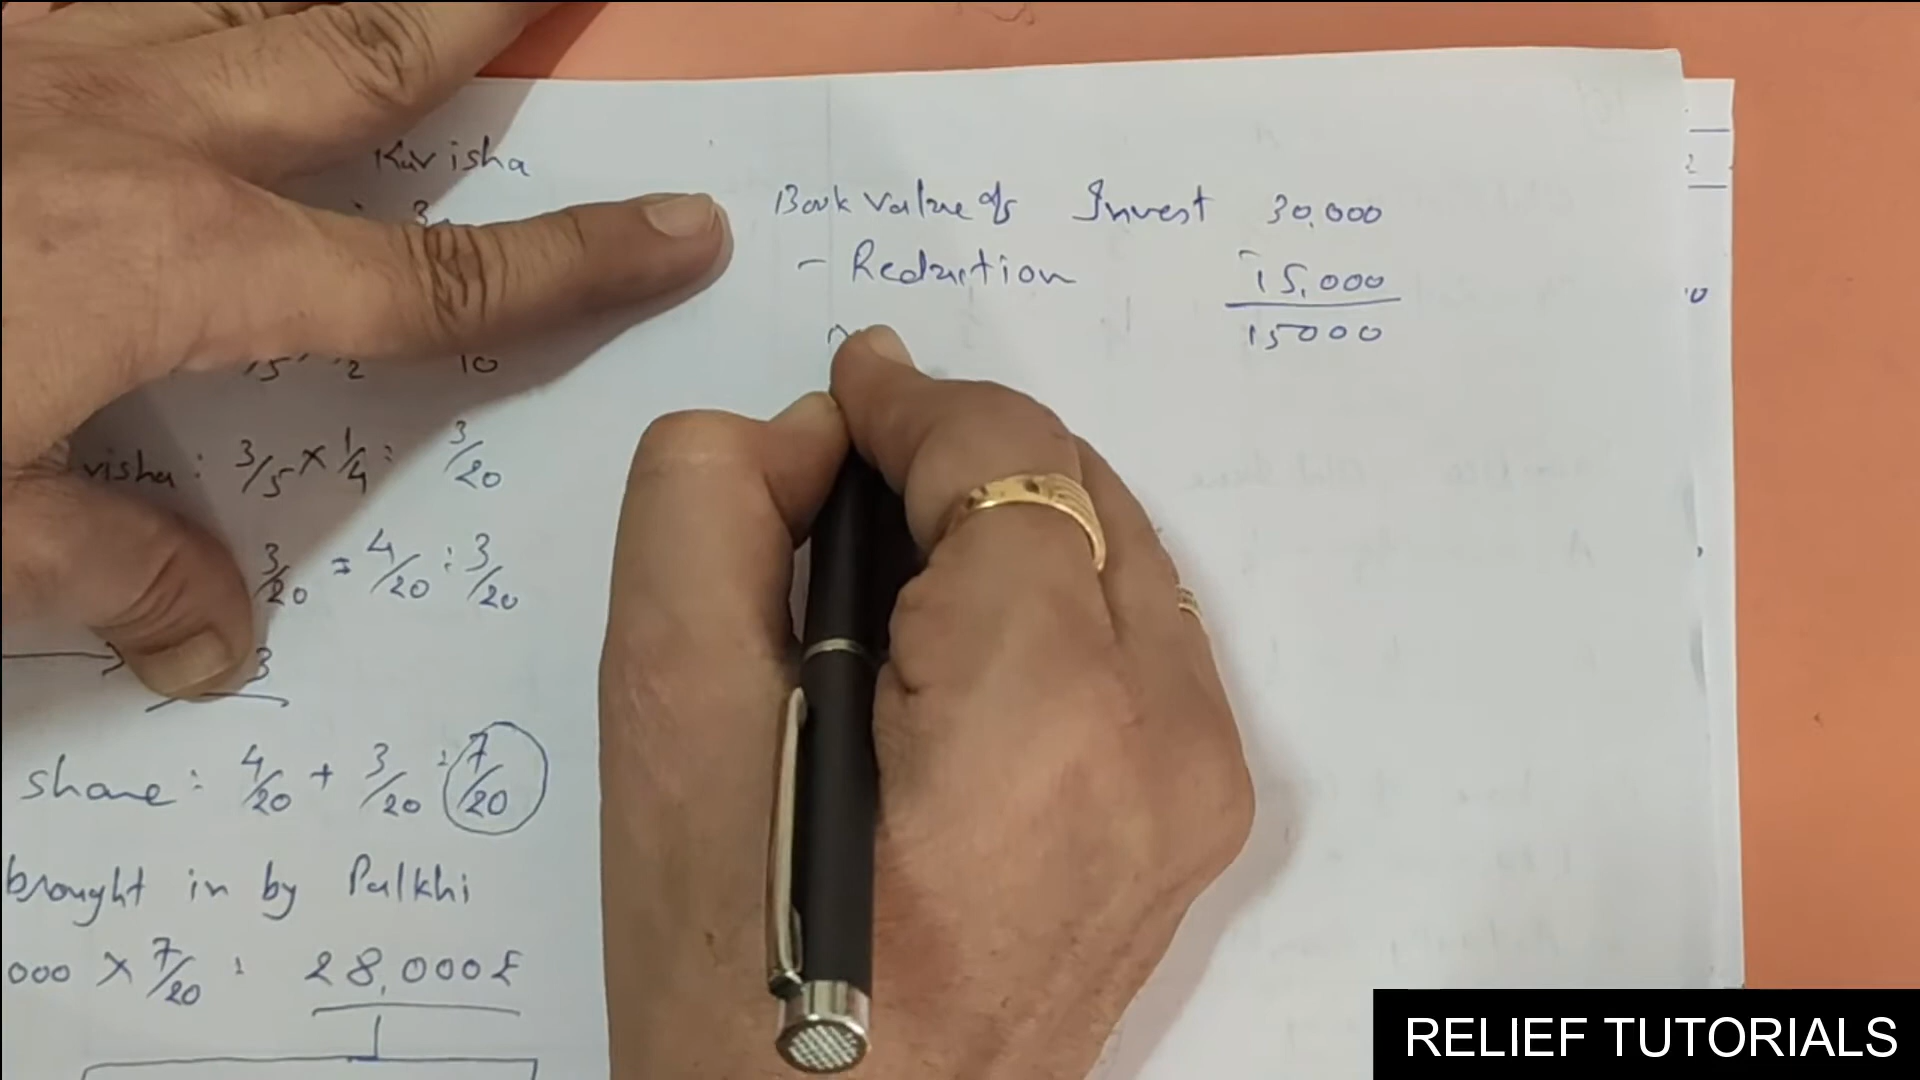 Kavisha
3
15 2 10
visha : 3/5 × 1/4 : 3/20
3/20 = 4/20 : 3/20
3
share : 4/20 + 3/20 : 7/20
brought in by Palkhi
000 × 7/20 : 28,000£
Book Value of Invest 30,000
- Reduction - 15,000
15000
RELIEF TUTORIALS